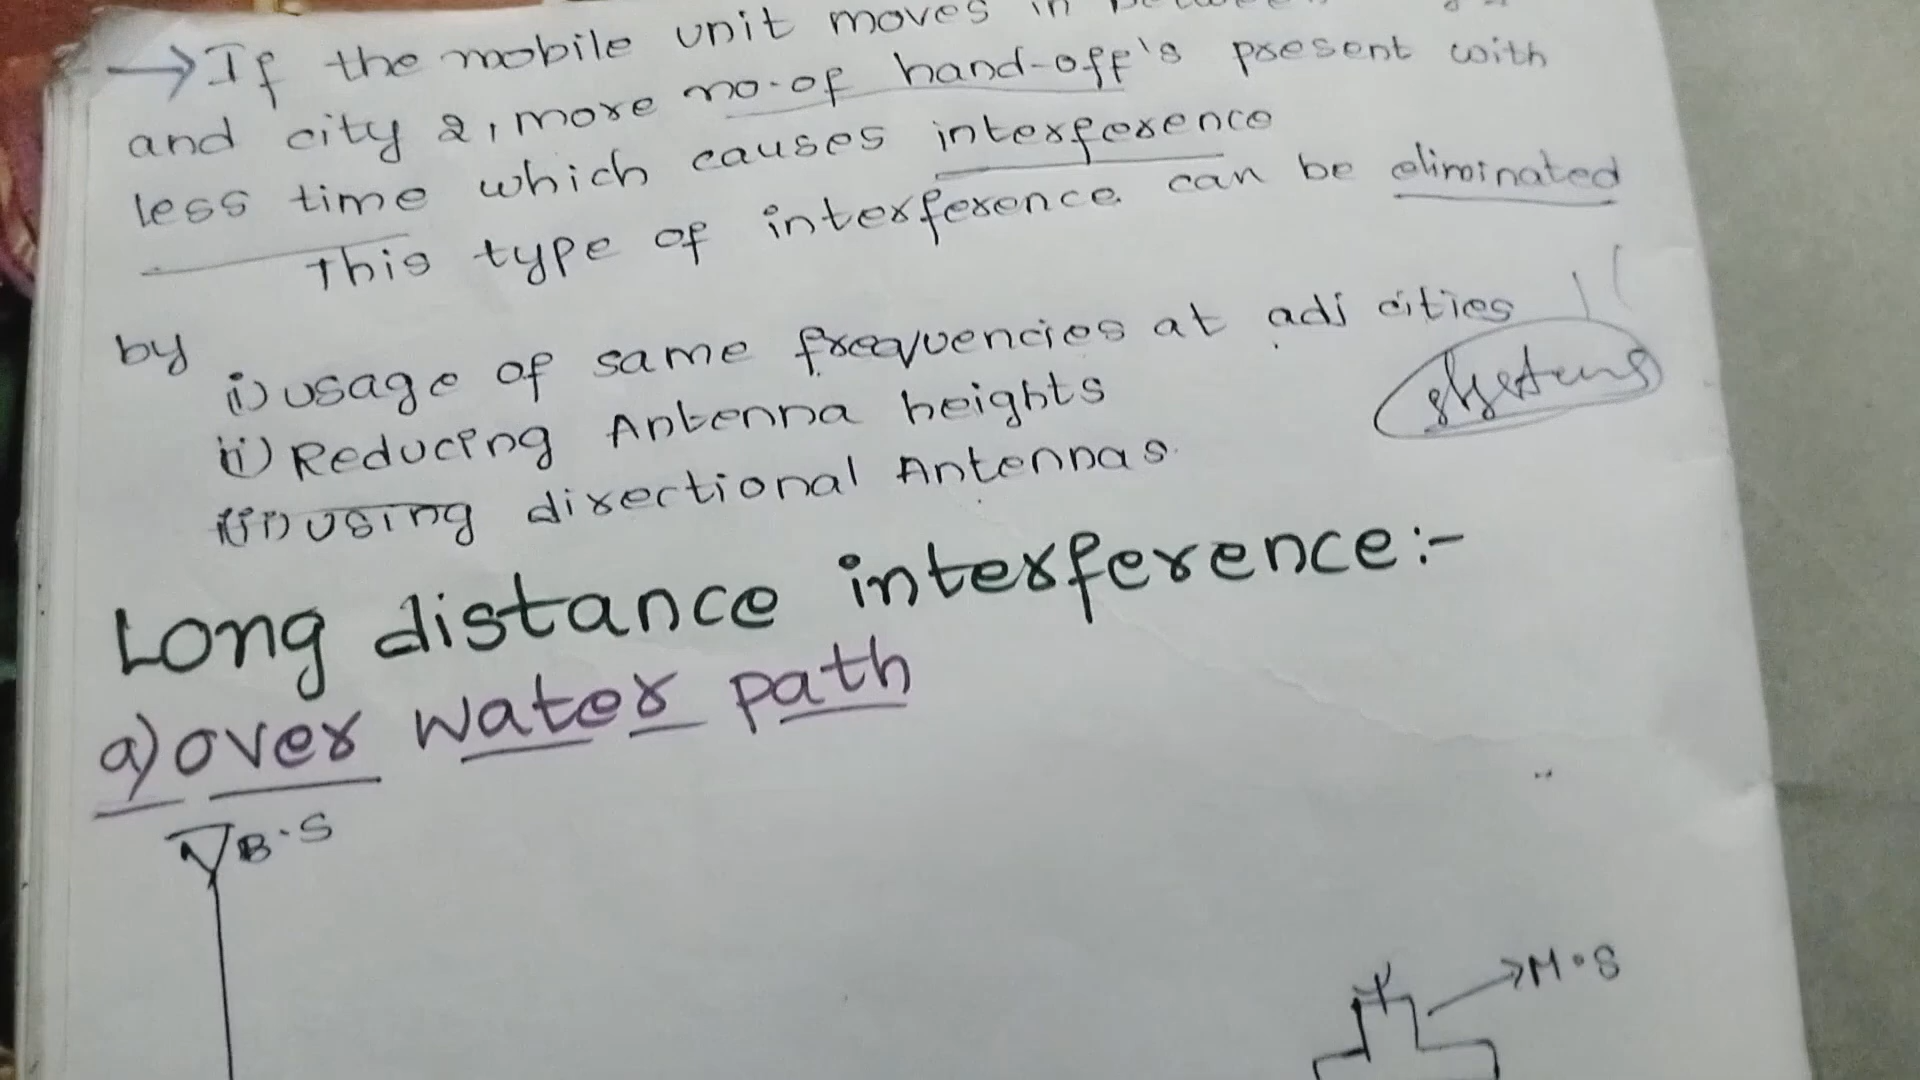 → If the mobile unit moves in between
and city 2, more no. of hand-off's present with
less time which causes interference
This type of interference can be eliminated
by
i) usage of same frequencies at adj cities
ii) Reducing Antenna heights
iii) using directional Antennas.
Long distance interference:-
a) over water path
B.S
M.S